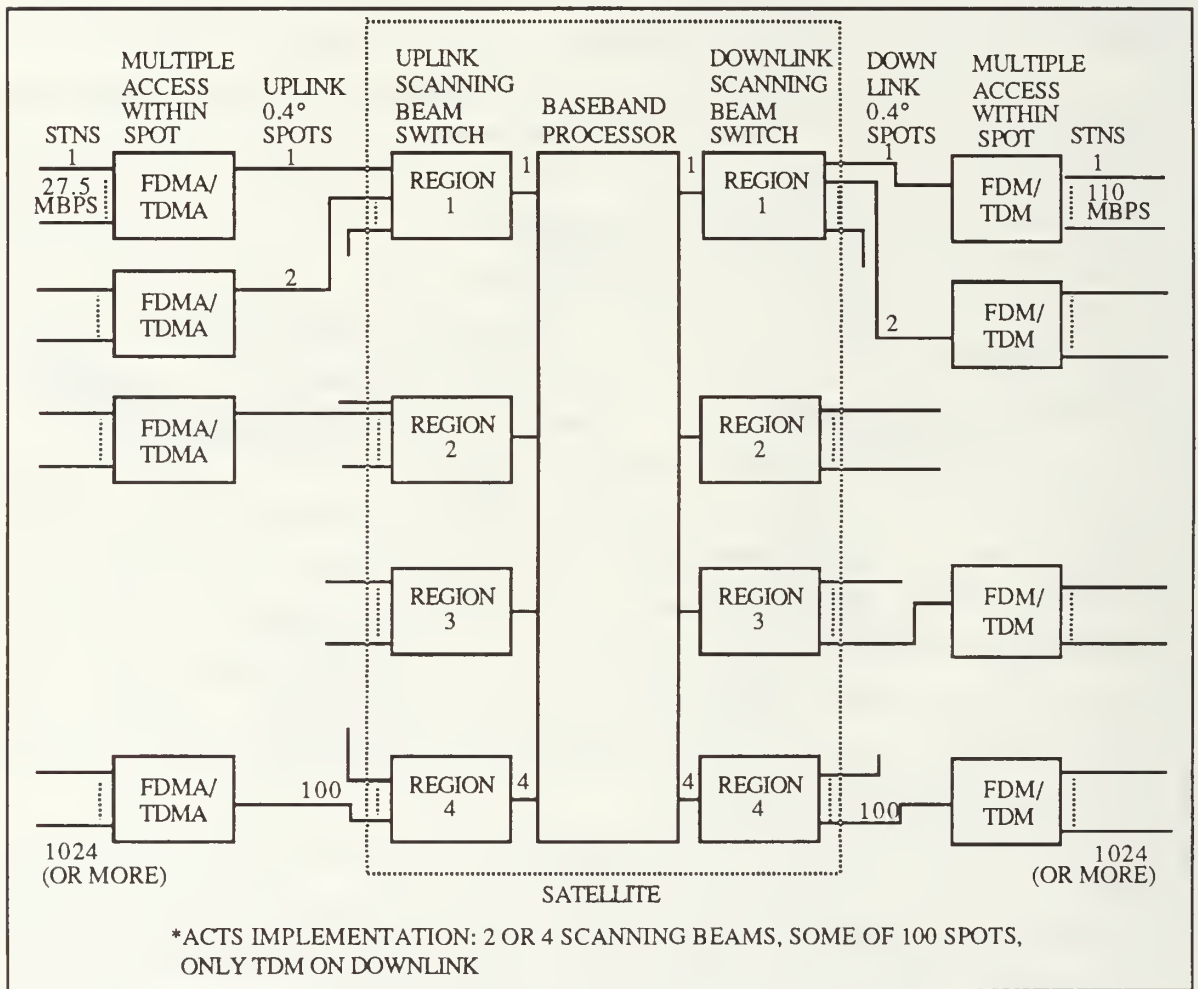 MULTIPLE
ACCESS
WITHIN
SPOT
UPLINK
0.4°
SPOTS
UPLINK
SCANNING
BEAM
SWITCH
BASEBAND
PROCESSOR
DOWNLINK
SCANNING
BEAM
SWITCH
DOWN
LINK
0.4°
SPOTS
MULTIPLE
ACCESS
WITHIN
SPOT
STNS
STNS
1
27.5
MBPS
FDMA/
TDMA
1
REGION
1
1
1
REGION
1
1
FDM/
TDM
1
110
MBPS
FDMA/
TDMA
2
2
FDM/
TDM
FDMA/
TDMA
REGION
2
REGION
2
REGION
3
REGION
3
FDM/
TDM
FDMA/
TDMA
100
REGION
4
4
4
REGION
4
100
FDM/
TDM
1024
(OR MORE)
1024
(OR MORE)
SATELLITE
*ACTS IMPLEMENTATION: 2 OR 4 SCANNING BEAMS, SOME OF 100 SPOTS,
ONLY TDM ON DOWNLINK